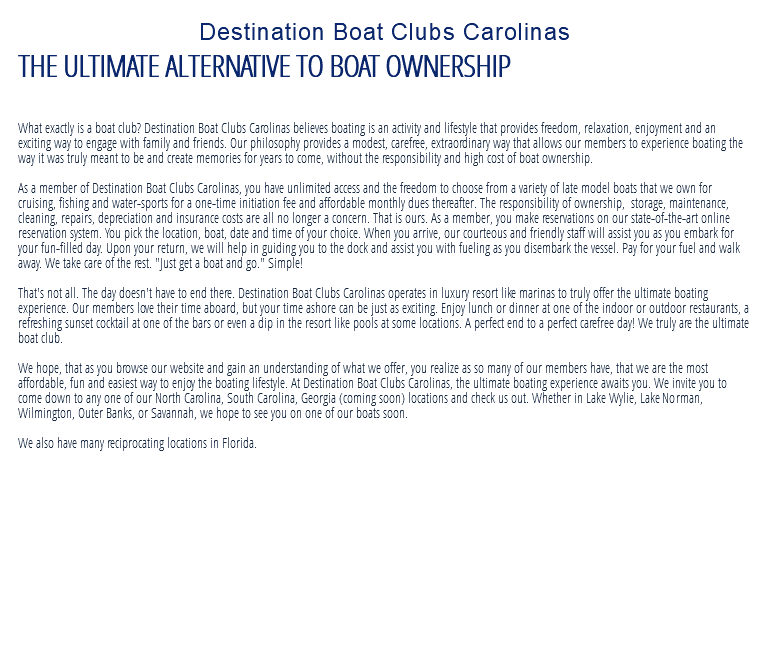 Destination Boat Clubs Carolinas
THE ULTIMATE ALTERNATIVE TO BOAT OWNERSHIP
What exactly is a boat club? Destination Boat Clubs Carolinas believes boating is an activity and lifestyle that provides freedom, relaxation, enjoyment and an
exciting way to engage with family and friends. Our philosophy provides a modest, carefree, extraordinary way that allows our members to experience boating the
way it was truly meant to be and create memories for years to come, without the responsibility and high cost of boat ownership.
As a member of Destination Boat Clubs Carolinas, you have unlimited access and the freedom to choose from a variety of late model boats that we own for
cruising, fishing and water-sports for a one-time initiation fee and affordable monthly dues thereafter. The responsibility of ownership,  storage, maintenance,
cleaning, repairs, depreciation and insurance costs are all no longer a concern. That is ours. As a member, you make reservations on our state-of-the-art online
reservation system. You pick the location, boat, date and time of your choice. When you arrive, our courteous and friendly staff will assist you as you embark for
your fun-filled day. Upon your return, we will help in guiding you to the dock and assist you with fueling as you disembark the vessel. Pay for your fuel and walk
away. We take care of the rest. "Just get a boat and go." Simple!
That's not all. The day doesn't have to end there. Destination Boat Clubs Carolinas operates in luxury resort like marinas to truly offer the ultimate boating
experience. Our members love their time aboard, but your time ashore can be just as exciting. Enjoy lunch or dinner at one of the indoor or outdoor restaurants, a
refreshing sunset cocktail at one of the bars or even a dip in the resort like pools at some locations. A perfect end to a perfect carefree day! We truly are the ultimate
boat club.
We hope, that as you browse our website and gain an understanding of what we offer, you realize as so many of our members have, that we are the most
affordable, fun and easiest way to enjoy the boating lifestyle. At Destination Boat Clubs Carolinas, the ultimate boating experience awaits you. We invite you to
come down to any one of our North Carolina, South Carolina, Georgia (coming soon) locations and check us out. Whether in Lake Wylie, Lake Norman,
Wilmington, Outer Banks, or Savannah, we hope to see you on one of our boats soon.
We also have many reciprocating locations in Florida.